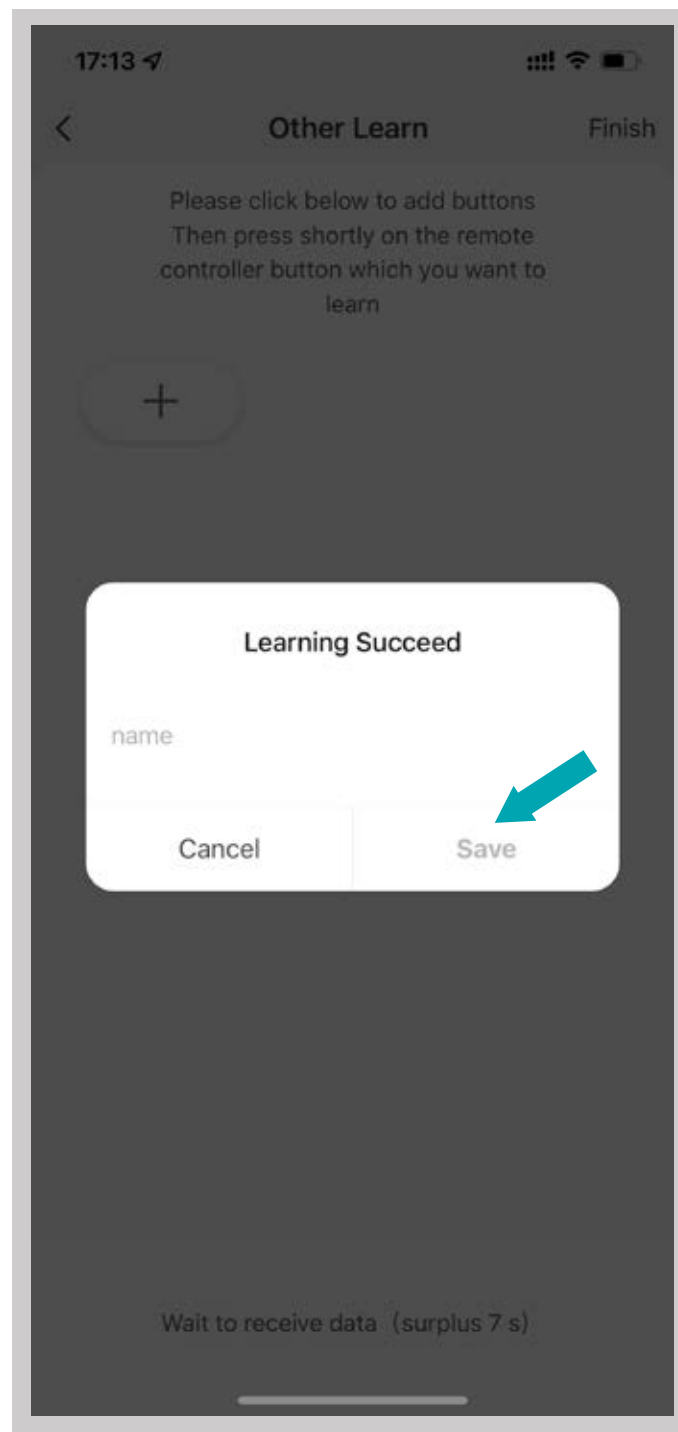 17:13
Other Learn
Finish
Please click below to add buttons
Then press shortly on the remote
controller button which you want to
learn
+
Learning Succeed
name
Cancel
Save
Wait to receive data（surplus 7 s）